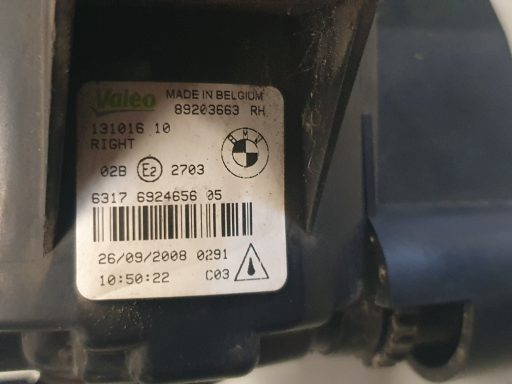 Valeo MADE IN BELGIUM
89203663 RH
131016 10
RIGHT
BMW
02B E2 2703
6317 6924656 05
26/09/2008 0291
10:50:22 C03